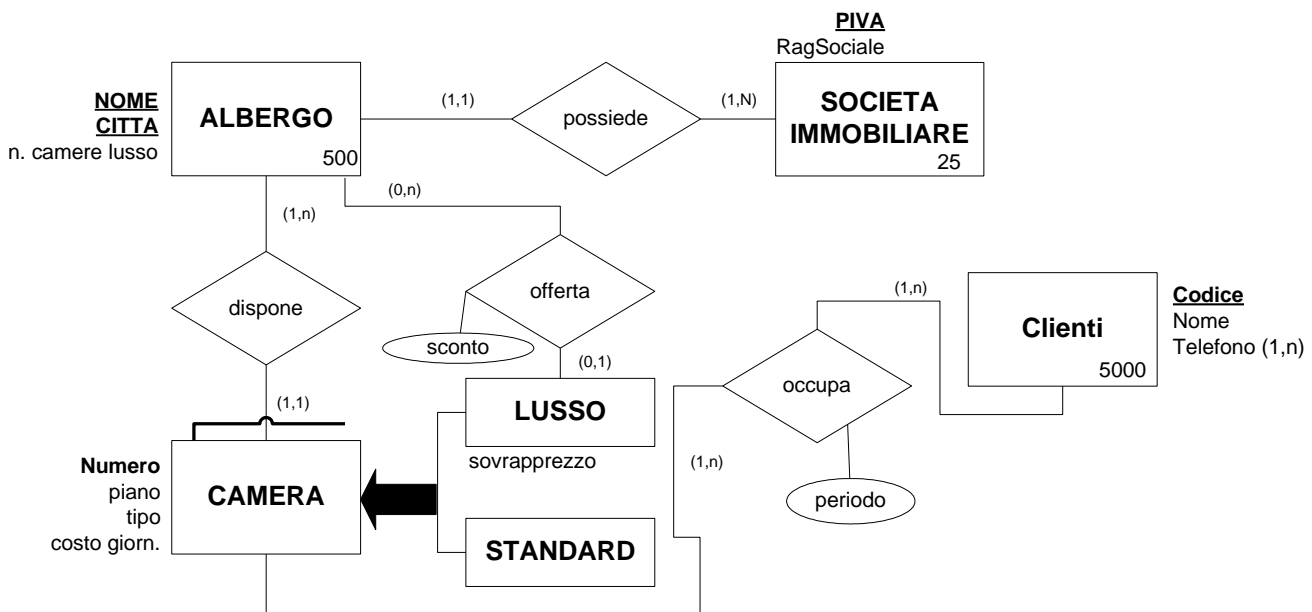 PIVA
RagSociale
NOME
CITTA
n. camere lusso
ALBERGO
500
(1,1)
possiede
(1,N)
SOCIETA
IMMOBILIARE
25
(1,n)
(0,n)
dispone
offerta
sconto
(0,1)
(1,n)
Clienti
5000
Codice
Nome
Telefono (1,n)
occupa
(1,n)
periodo
(1,1)
LUSSO
sovrapprezzo
Numero
piano
tipo
costo giorn.
CAMERA
STANDARD